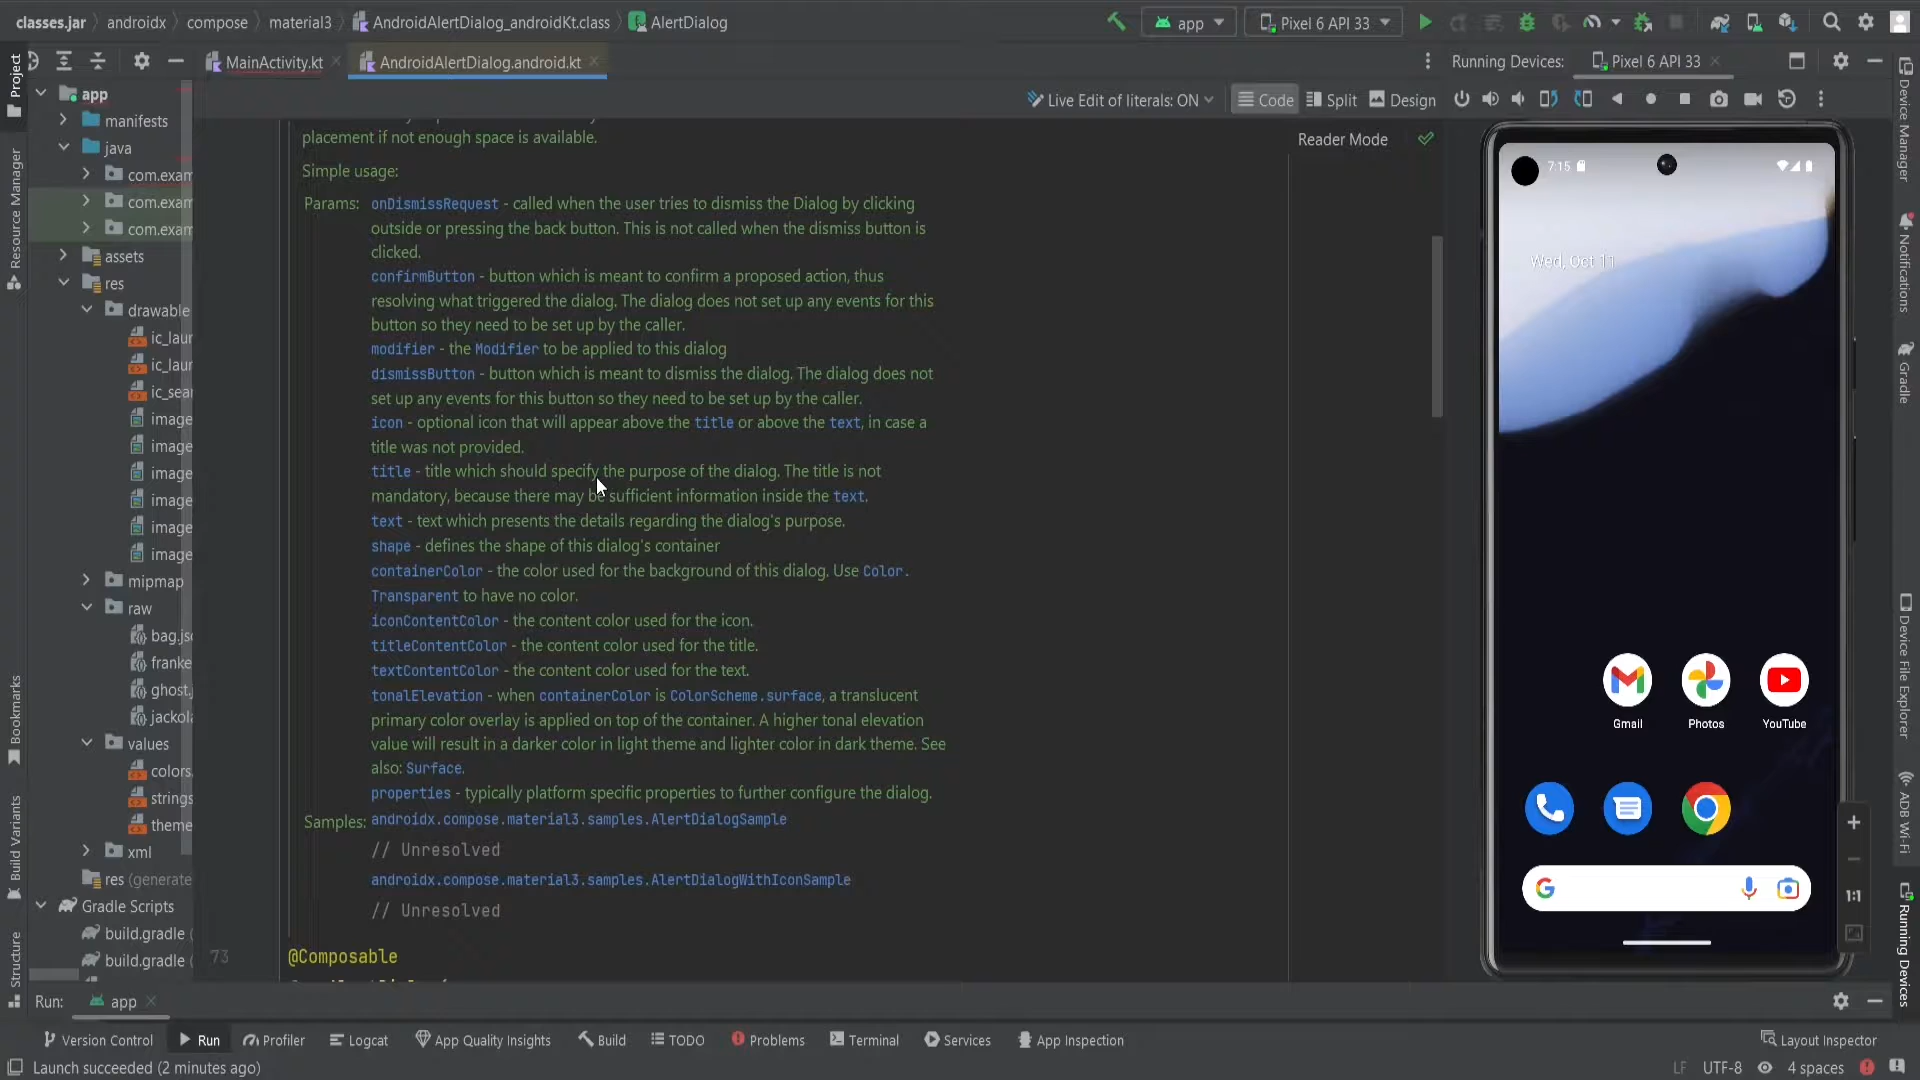 classes.jar androidx compose material3 AndroidAlertDialog_androidKt.class AlertDialog
app Pixel 6 API 33
Project
MainActivity.kt AndroidAlertDialog.android.kt
Running Devices: Pixel 6 API 33
Live Edit of literals: ON Code Split Design
Reader Mode
app
manifests
java
com.exam
com.exam
com.exam
assets
res
drawable
ic_laun
ic_laun
ic_sear
image
image
image
image
image
image
mipmap
raw
bag.js
franke
ghost.j
jackola
values
colors.
strings
theme
xml
res (generate
Gradle Scripts
build.gradle (
build.gradle (
placement if not enough space is available.
Simple usage:
Params: onDismissRequest - called when the user tries to dismiss the Dialog by clicking
outside or pressing the back button. This is not called when the dismiss button is
clicked.
confirmButton - button which is meant to confirm a proposed action, thus
resolving what triggered the dialog. The dialog does not set up any events for this
button so they need to be set up by the caller.
modifier - the Modifier to be applied to this dialog
dismissButton - button which is meant to dismiss the dialog. The dialog does not
set up any events for this button so they need to be set up by the caller.
icon - optional icon that will appear above the title or above the text, in case a
title was not provided.
title - title which should specify the purpose of the dialog. The title is not
mandatory, because there may be sufficient information inside the text.
text - text which presents the details regarding the dialog's purpose.
shape - defines the shape of this dialog's container
containerColor - the color used for the background of this dialog. Use Color.
Transparent to have no color.
iconContentColor - the content color used for the icon.
titleContentColor - the content color used for the title.
textContentColor - the content color used for the text.
tonalElevation - when containerColor is ColorScheme.surface, a translucent
primary color overlay is applied on top of the container. A higher tonal elevation
value will result in a darker color in light theme and lighter color in dark theme. See
also: Surface.
properties - typically platform specific properties to further configure the dialog.
Samples: androidx.compose.material3.samples.AlertDialogSample
// Unresolved
androidx.compose.material3.samples.AlertDialogWithIconSample
// Unresolved
73 @Composable
7:15
Wed, Oct 11
Gmail Photos YouTube
1:1
Resource Manager
Bookmarks
Build Variants
Structure
Device Manager
Notifications
Gradle
Device File Explorer
ADB Wi-Fi
Running Devices
Run: app
Version Control Run Profiler Logcat App Quality Insights Build TODO Problems Terminal Services App Inspection Layout Inspector
Launch succeeded (2 minutes ago) LF UTF-8 4 spaces